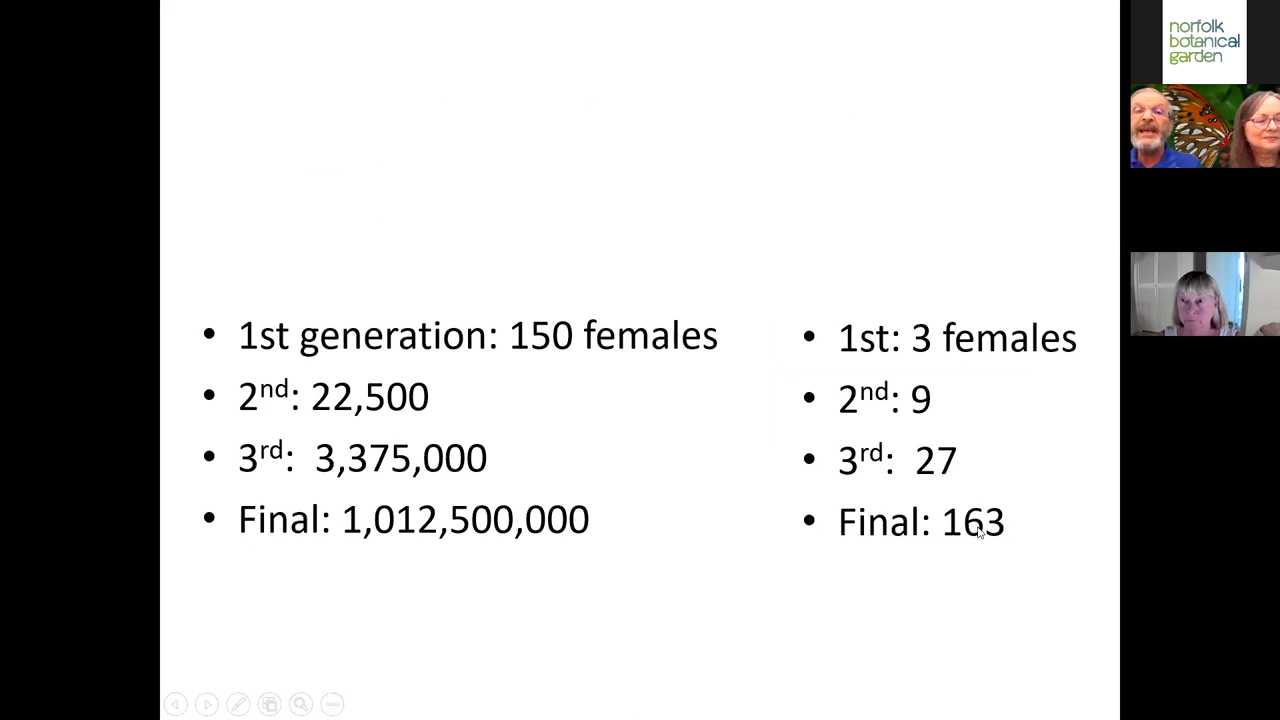 norfolk
botanical
garden
• 1st generation: 150 females
• 2nd: 22,500
• 3rd: 3,375,000
• Final: 1,012,500,000
• 1st: 3 females
• 2nd: 9
• 3rd: 27
• Final: 163